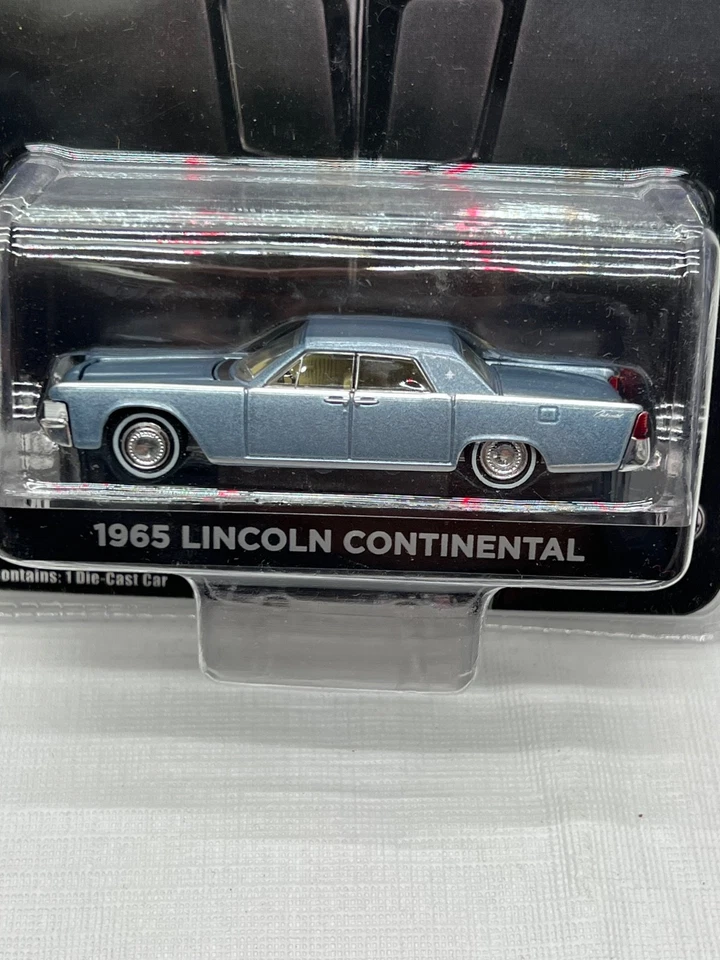 1965 LINCOLN CONTINENTAL
ontains: 1 Die-Cast Car